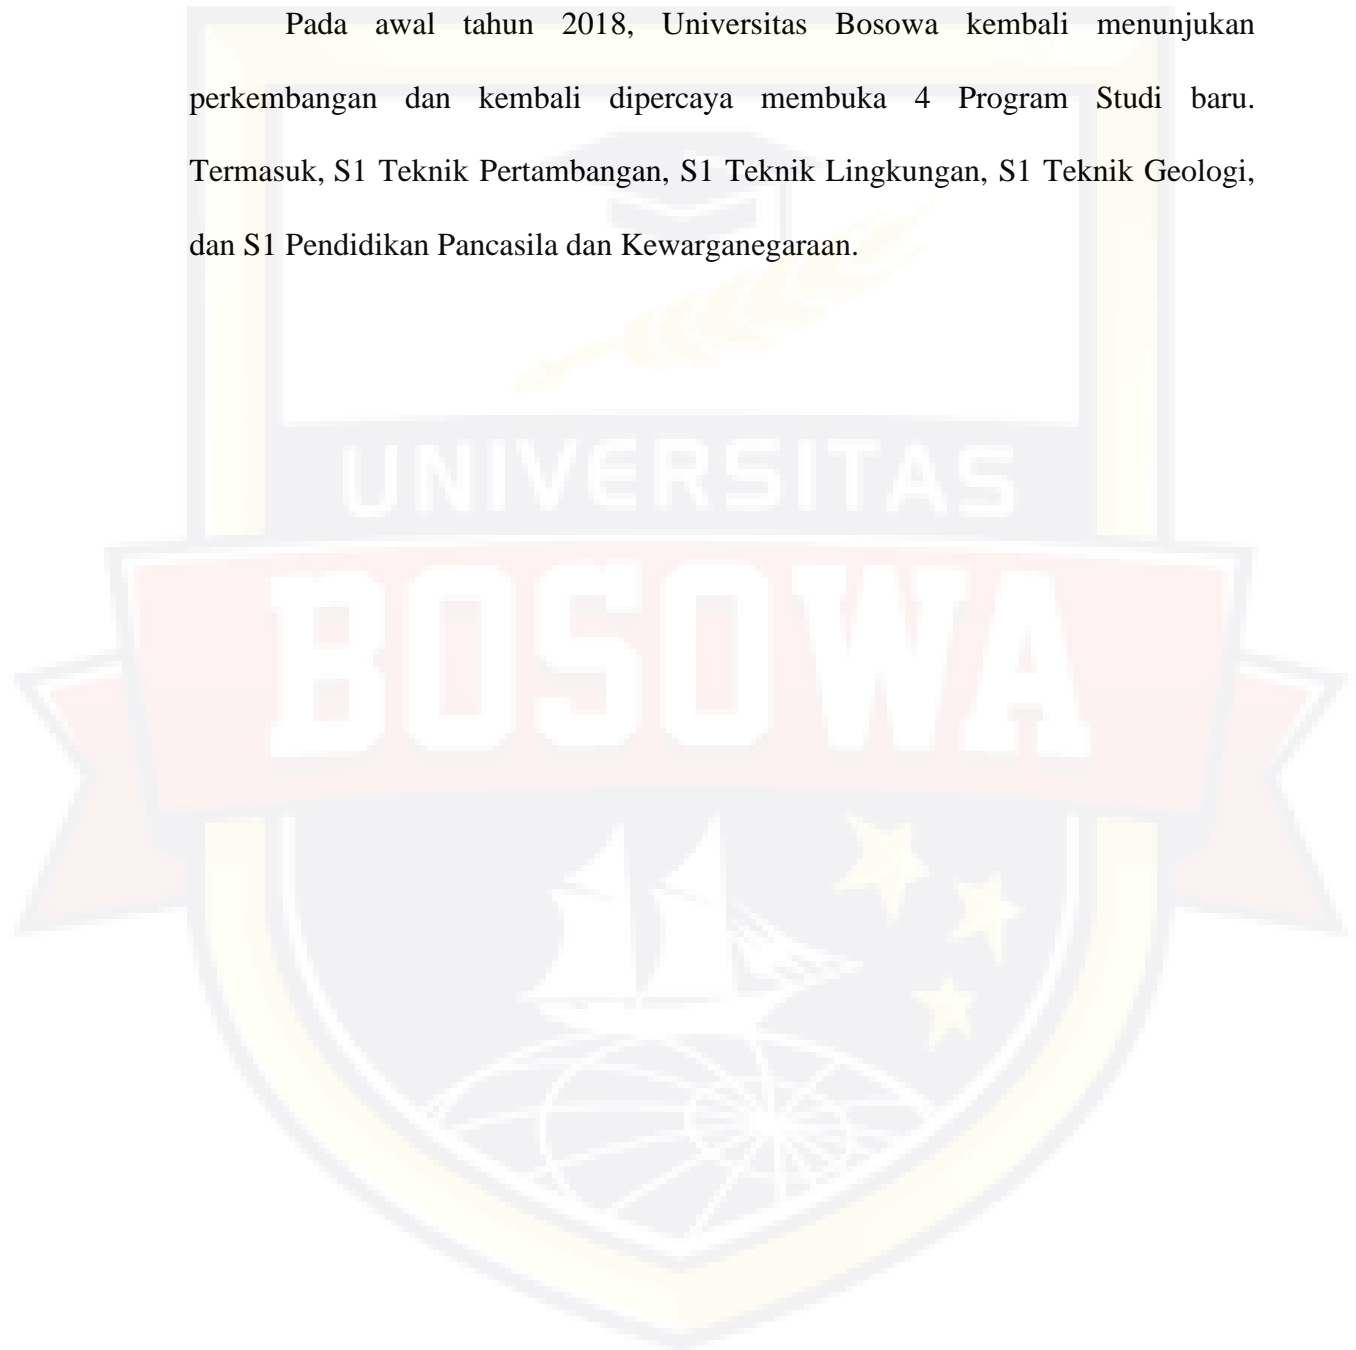 Pada awal tahun 2018, Universitas Bosowa kembali menunjukan
perkembangan dan kembali dipercaya membuka 4 Program Studi baru.
Termasuk, S1 Teknik Pertambangan, S1 Teknik Lingkungan, S1 Teknik Geologi,
dan S1 Pendidikan Pancasila dan Kewarganegaraan.
UNIVERSITAS
BOSOWA